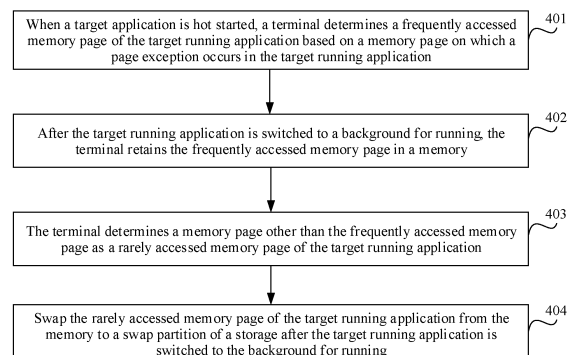 When a target application is hot started, a terminal determines a frequently accessed
memory page of the target running application based on a memory page on which a
page exception occurs in the target running application
401
After the target running application is switched to a background for running, the
terminal retains the frequently accessed memory page in a memory
402
The terminal determines a memory page other than the frequently accessed memory
page as a rarely accessed memory page of the target running application
403
Swap the rarely accessed memory page of the target running application from the
memory to a swap partition of a storage after the target running application is
switched to the background for running
404